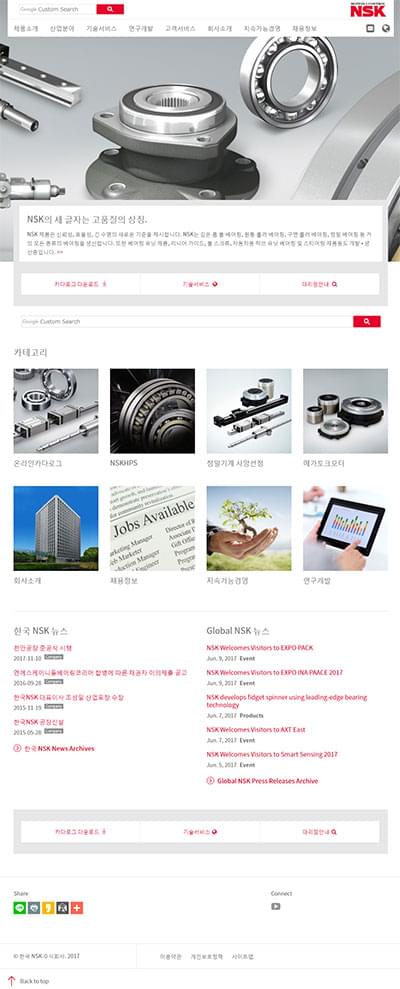 Google Custom Search
NSK
제품소개 산업분야 기술서비스 연구개발 고객서비스 회사소개 지속가능경영 채용정보
NSK의 세 글자는 고품질의 상징.
NSK 제품은 신뢰성, 효율성, 긴 수명의 새로운 기준을 제시합니다. NSK는 깊은 홈 볼 베어링, 원통 롤러 베어링, 구면 롤러 베어링, 정밀 베어링 등 거
의 모든 종류의 베어링을 생산합니다. 또한 베어링 유닛 제품, 리니어 가이드, 볼 스크류, 자동차용 허브 유닛 베어링 및 스티어링 제품등도 개발 • 생
산중입니다. >>
카다로그 다운로드 기술서비스 대리점안내
Google Custom Search
카테고리
온라인카다로그 NSKHPS 정밀기계 사양선정 메가토크모터
Jobs Available
회사소개 채용정보 지속가능경영 연구개발
한국 NSK 뉴스
천안공장 준공식 시행
2017-11-10 Company
엔에스케이니들베어링코리아 합병에 따른 채권자 이의제출 공고
2016-09-28 Company
한국NSK 대표이사 조성일 산업포장 수장
2015-11-19 Company
한국NSK 공장신설
2015-05-28 Company
한국 NSK News Archives
Global NSK 뉴스
NSK Welcomes Visitors to EXPO PACK
Jun. 9, 2017 Event
NSK Welcomes Visitors to EXPO INA PAACE 2017
Jun. 9, 2017 Event
NSK develops fidget spinner using leading-edge bearing
technology
Jun. 7, 2017 Products
NSK Welcomes Visitors to AXT East
Jun. 7, 2017 Event
NSK Welcomes Visitors to Smart Sensing 2017
Jun. 5, 2017 Event
Global NSK Press Releases Archive
카다로그 다운로드 기술서비스 대리점안내
Share Connect
© 한국 NSK주식회사. 2017 이용약관 개인보호정책 사이트맵
Back to top